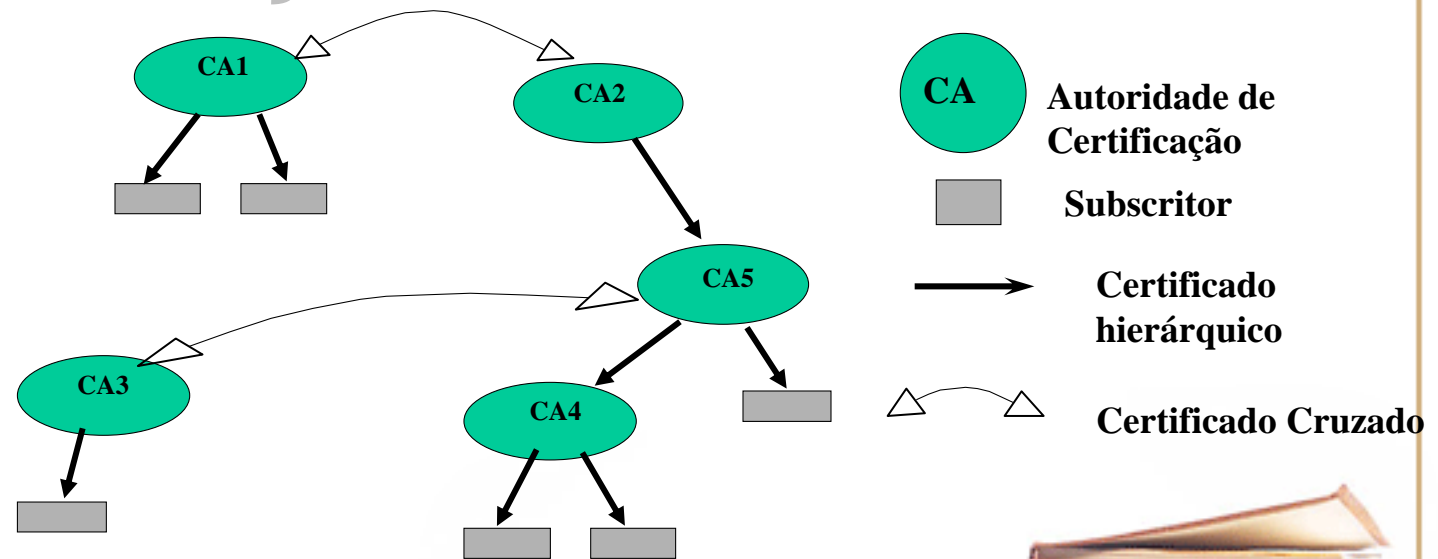 CA1
CA2
CA5
CA3
CA4
CA
Autoridade de
Certificação
Subscritor
Certificado
hierárquico
Certificado Cruzado